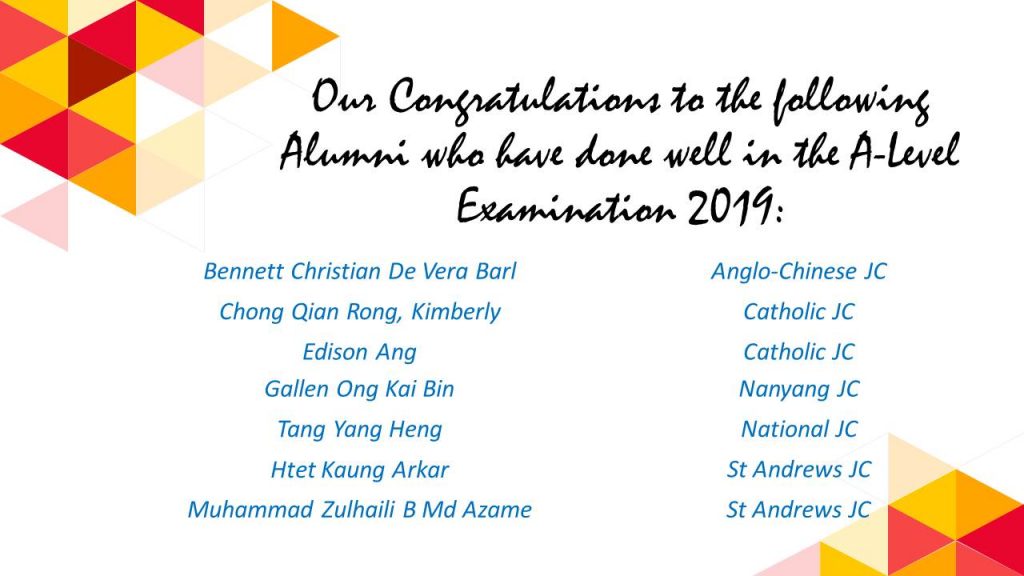 Our Congratulations to the following
Alumni who have done well in the A-Level
Examination 2019:
Bennett Christian De Vera Barl Anglo-Chinese JC
Chong Qian Rong, Kimberly Catholic JC
Edison Ang Catholic JC
Gallen Ong Kai Bin Nanyang JC
Tang Yang Heng National JC
Htet Kaung Arkar St Andrews JC
Muhammad Zulhaili B Md Azame St Andrews JC